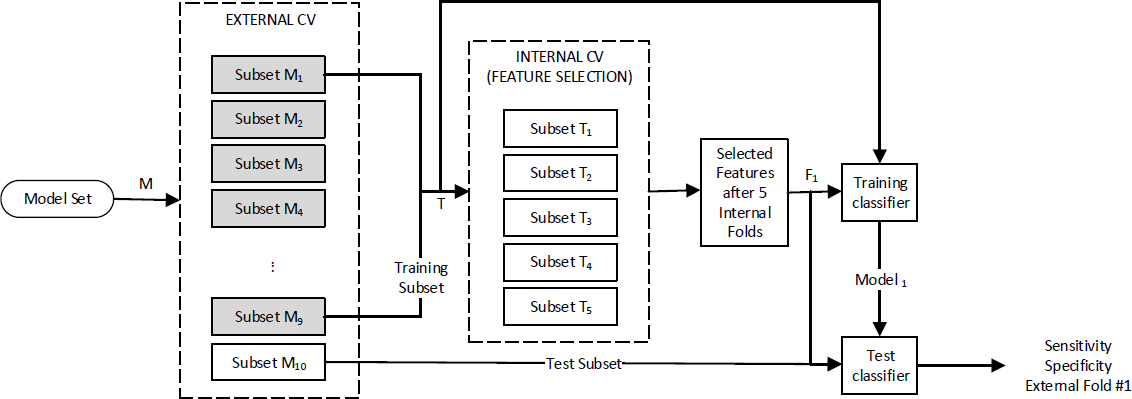 EXTERNAL CV
Subset M1
Subset M2
Subset M3
Subset M4
⋮
Subset M9
Subset M10
Model Set
M
Training
Subset
T
INTERNAL CV
(FEATURE SELECTION)
Subset T1
Subset T2
Subset T3
Subset T4
Subset T5
Selected
Features
after 5
Internal
Folds
F1
Training
classifier
Model 1
Test Subset
Test
classifier
Sensitivity
Specificity
External Fold #1